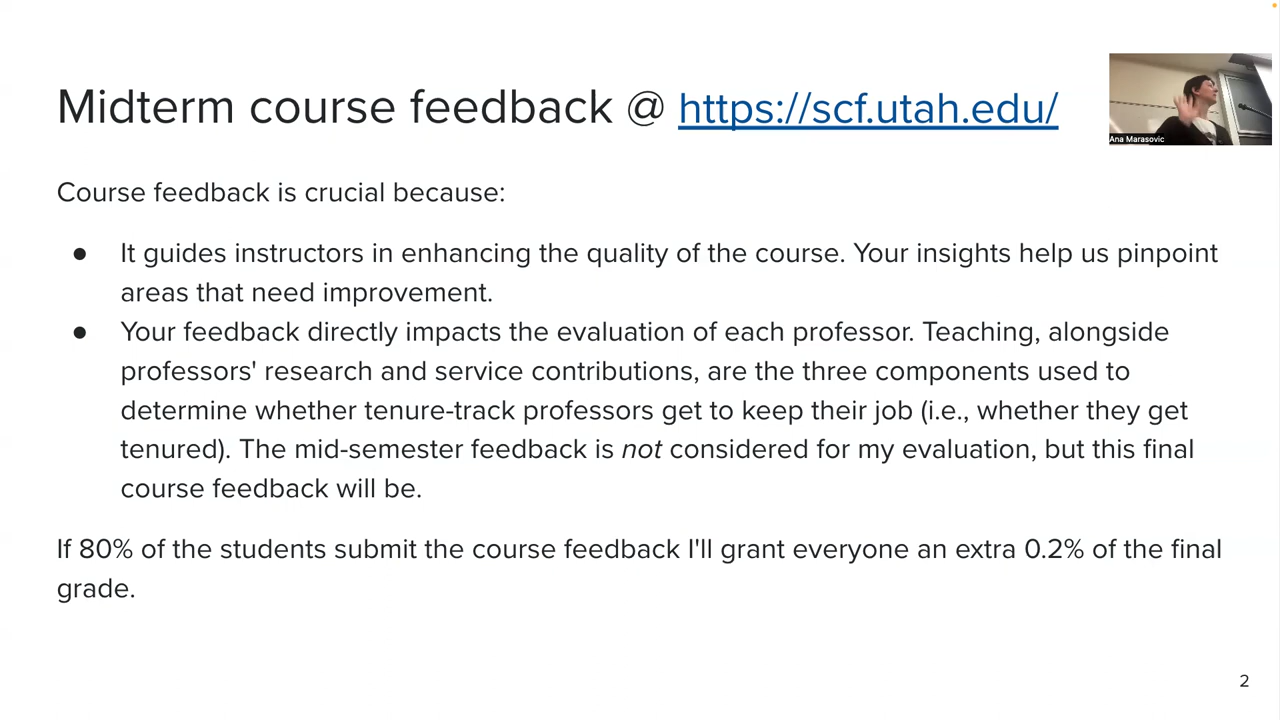 Midterm course feedback @ https://scf.utah.edu/
Ana Marasovic
Course feedback is crucial because:
● It guides instructors in enhancing the quality of the course. Your insights help us pinpoint
areas that need improvement.
● Your feedback directly impacts the evaluation of each professor. Teaching, alongside
professors' research and service contributions, are the three components used to
determine whether tenure-track professors get to keep their job (i.e., whether they get
tenured). The mid-semester feedback is not considered for my evaluation, but this final
course feedback will be.
If 80% of the students submit the course feedback I'll grant everyone an extra 0.2% of the final
grade.
2